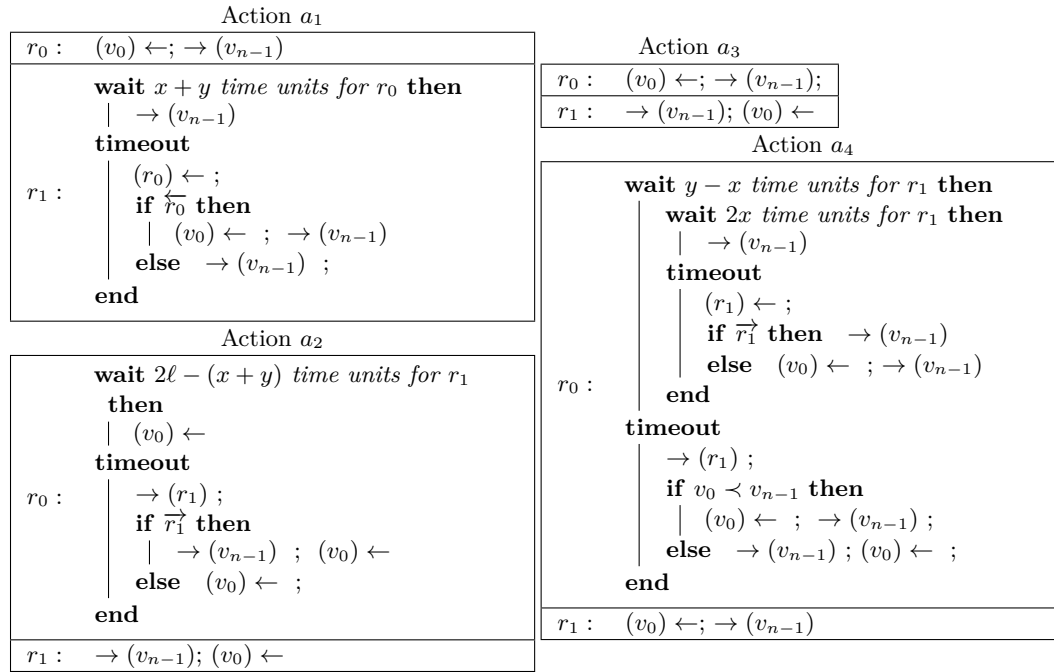 Action a₁
r₀ : (v₀) ←; → (vₙ₋₁)
wait x + y time units for r₀ then
→ (vₙ₋₁)
timeout
(r₀) ← ;
r₁ :
if ←r₀ then
(v₀) ← ; → (vₙ₋₁)
else → (vₙ₋₁) ;
end
Action a₂
wait 2ℓ − (x + y) time units for r₁
then
(v₀) ←
timeout
r₀ :
→ (r₁) ;
if →r₁ then
→ (vₙ₋₁) ; (v₀) ←
else (v₀) ← ;
end
r₁ : → (vₙ₋₁); (v₀) ←
Action a₃
r₀ : (v₀) ←; → (vₙ₋₁);
r₁ : → (vₙ₋₁); (v₀) ←
Action a₄
wait y − x time units for r₁ then
wait 2x time units for r₁ then
→ (vₙ₋₁)
timeout
(r₁) ← ;
if →r₁ then → (vₙ₋₁)
else (v₀) ← ; → (vₙ₋₁)
r₀ :
end
timeout
→ (r₁) ;
if v₀ ≺ vₙ₋₁ then
(v₀) ← ; → (vₙ₋₁) ;
else → (vₙ₋₁) ; (v₀) ← ;
end
r₁ : (v₀) ←; → (vₙ₋₁)